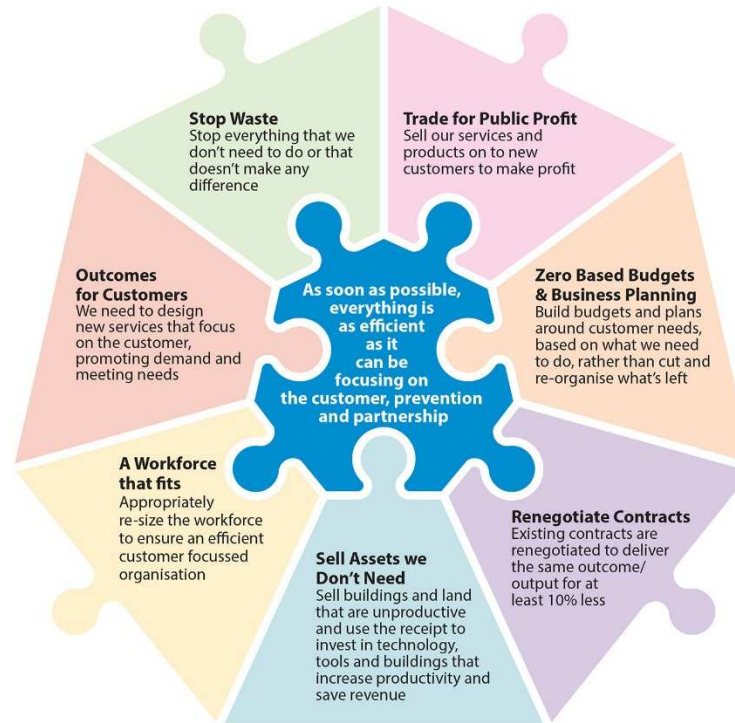 Stop Waste
Stop everything that we
don't need to do or that
doesn't make any
difference
Trade for Public Profit
Sell our services and
products on to new
customers to make profit
Outcomes
for Customers
We need to design
new services that focus
on the customer,
promoting demand and
meeting needs
As soon as possible,
everything is
as efficient
as it
can be
focusing on
the customer, prevention
and partnership
Zero Based Budgets
& Business Planning
Build budgets and plans
around customer needs,
based on what we need
to do, rather than cut and
re-organise what's left
A Workforce
that fits
Appropriately
re-size the workforce
to ensure an efficient
customer focussed
organisation
Sell Assets we
Don't Need
Sell buildings and land
that are unproductive
and use the receipt to
invest in technology,
tools and buildings that
increase productivity and
save revenue
Renegotiate Contracts
Existing contracts are
renegotiated to deliver
the same outcome/
output for at
least 10% less